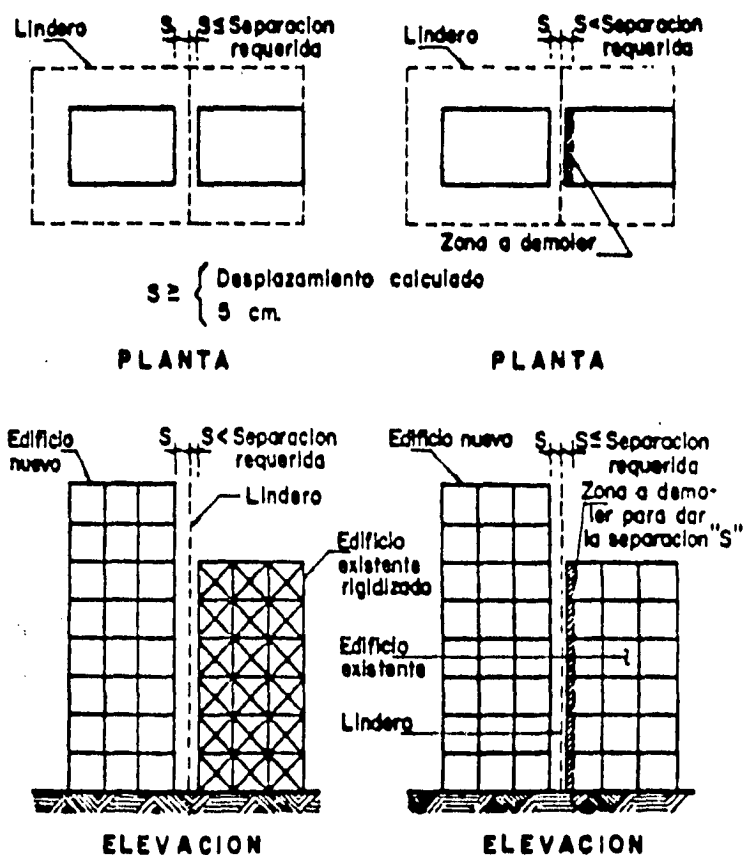 Lindero
S S≤Separacion
requerida
Lindero
S S<Separacion
requerida
Zona a demoler
S ≥ { Desplazamiento calculado
5 cm.
PLANTA
PLANTA
Edificio
nuevo
S S<Separacion
requerida
Lindero
Edificio
existente
rigidizado
Edificio nuevo
S S≤Separacion
requerida
Zona a demo-
ler para dar
la separacion "S"
Edificio
existente
Lindero
ELEVACION
ELEVACION